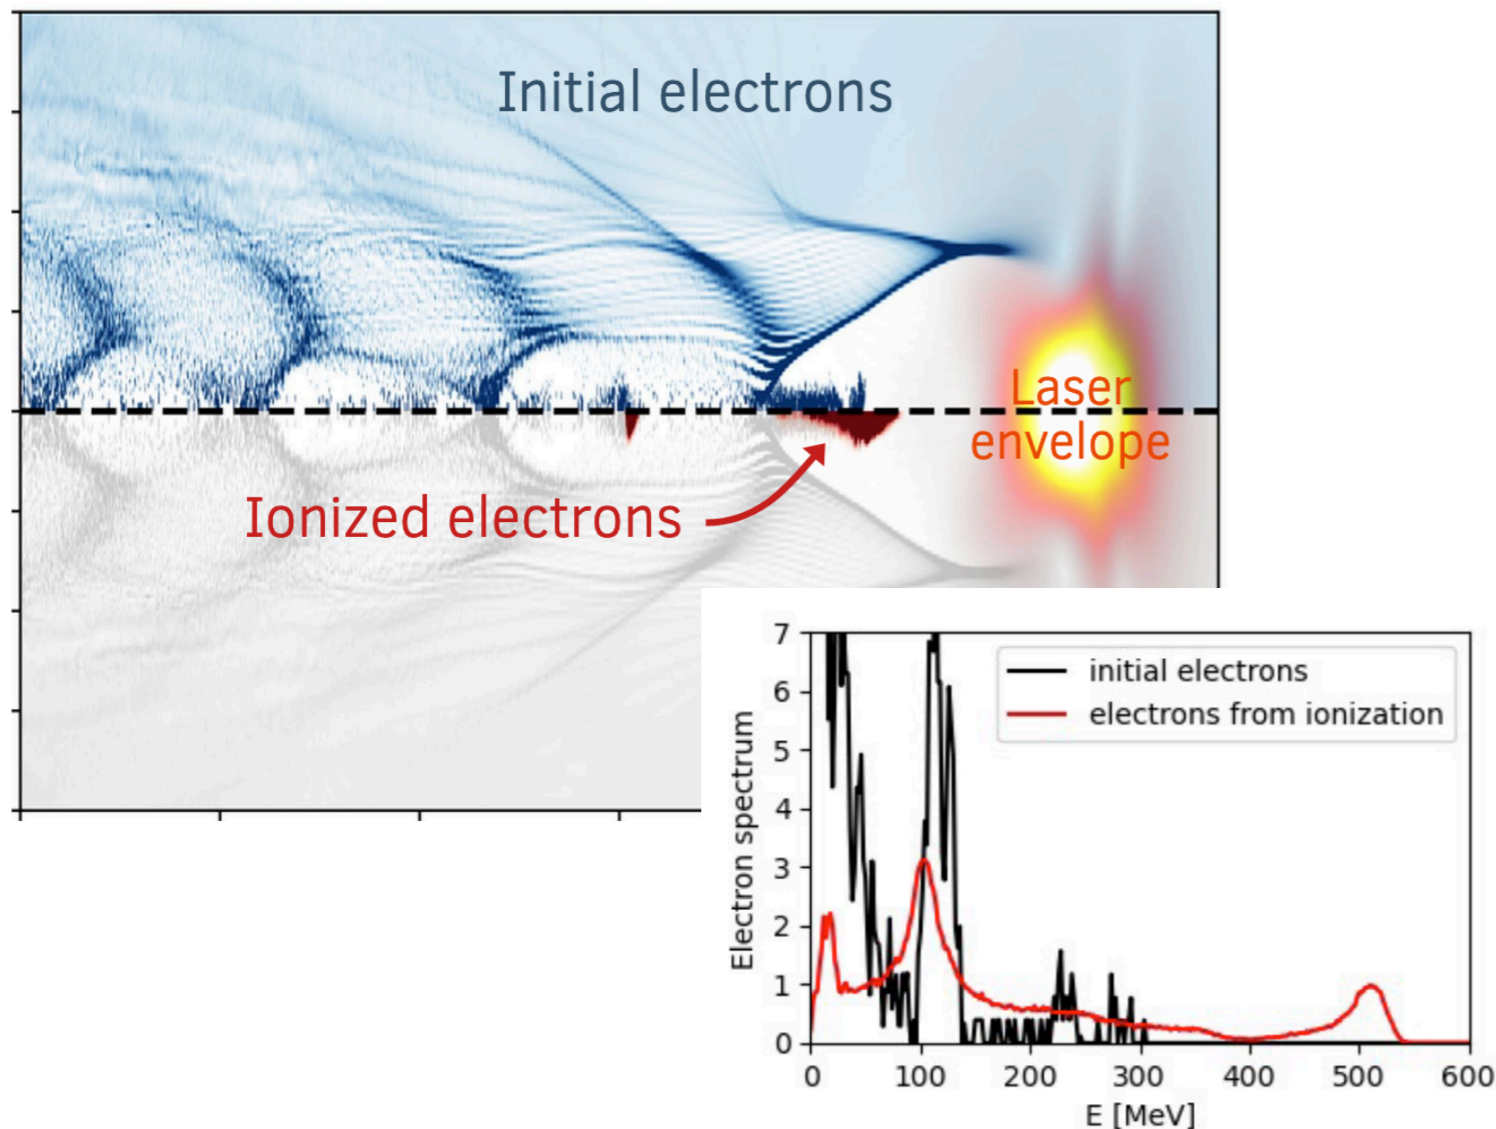 Initial electrons
Laser
envelope
Ionized electrons
7
6
5
4
3
2
1
0
Electron spectrum
initial electrons
electrons from ionization
0 100 200 300 400 500 600
E [MeV]